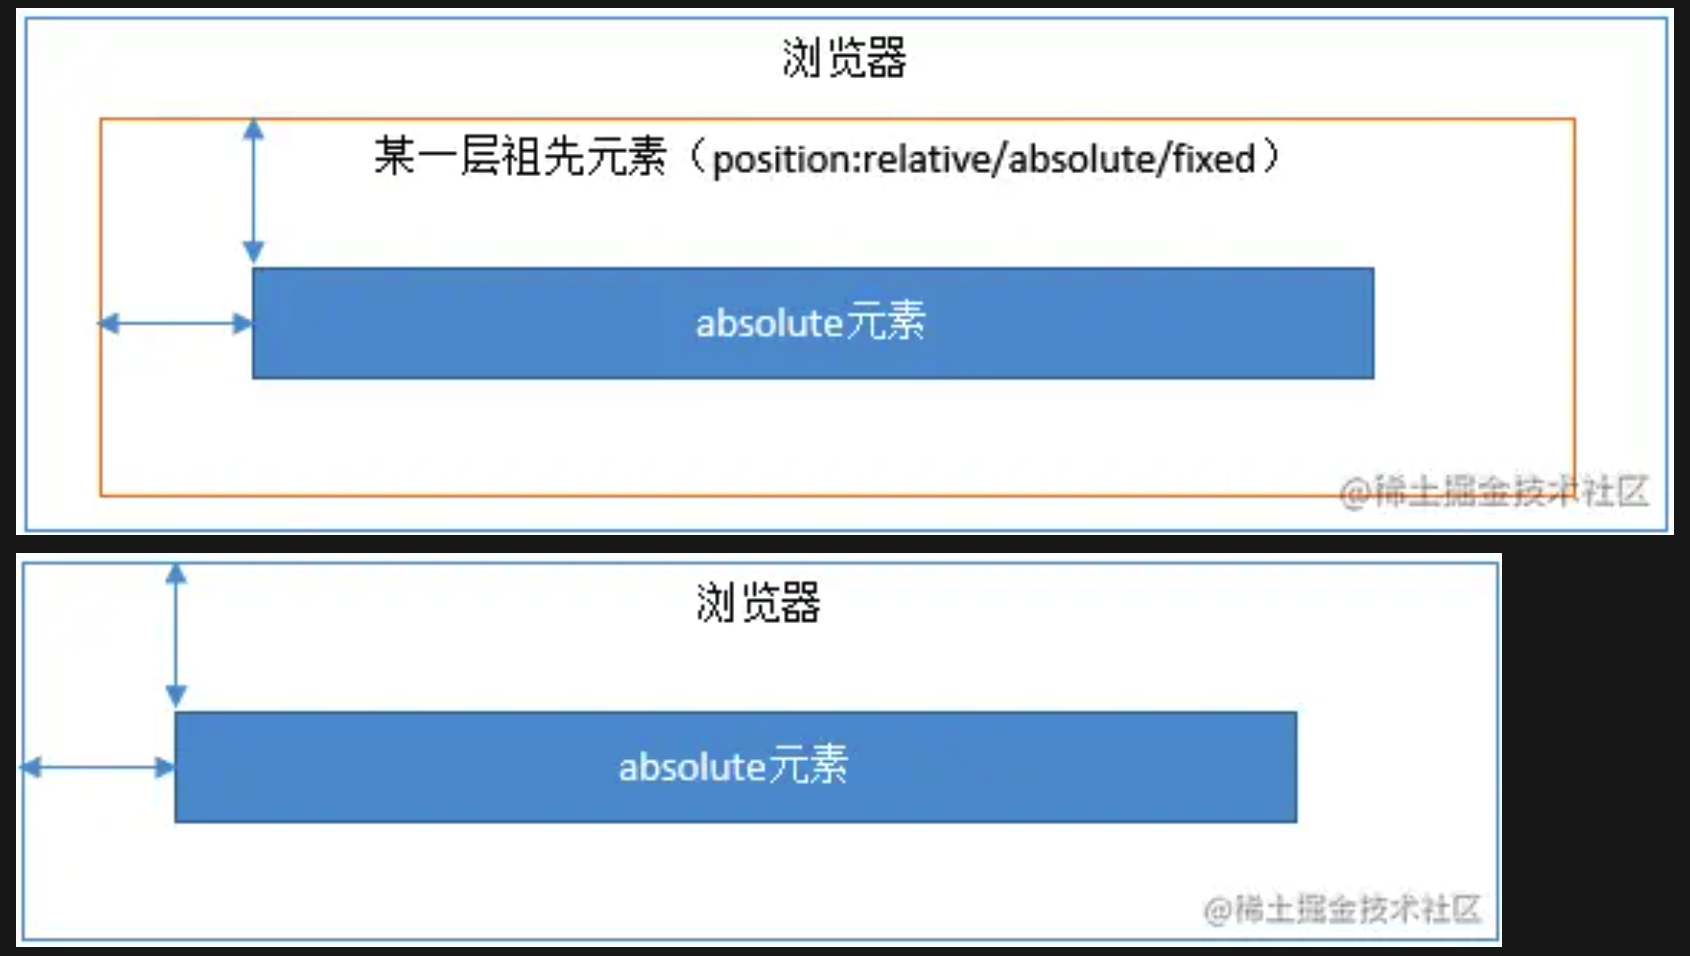 浏览器
某一层祖先元素（position:relative/absolute/fixed）
absolute元素
@稀土掘金技术社区
浏览器
absolute元素
@稀土掘金技术社区